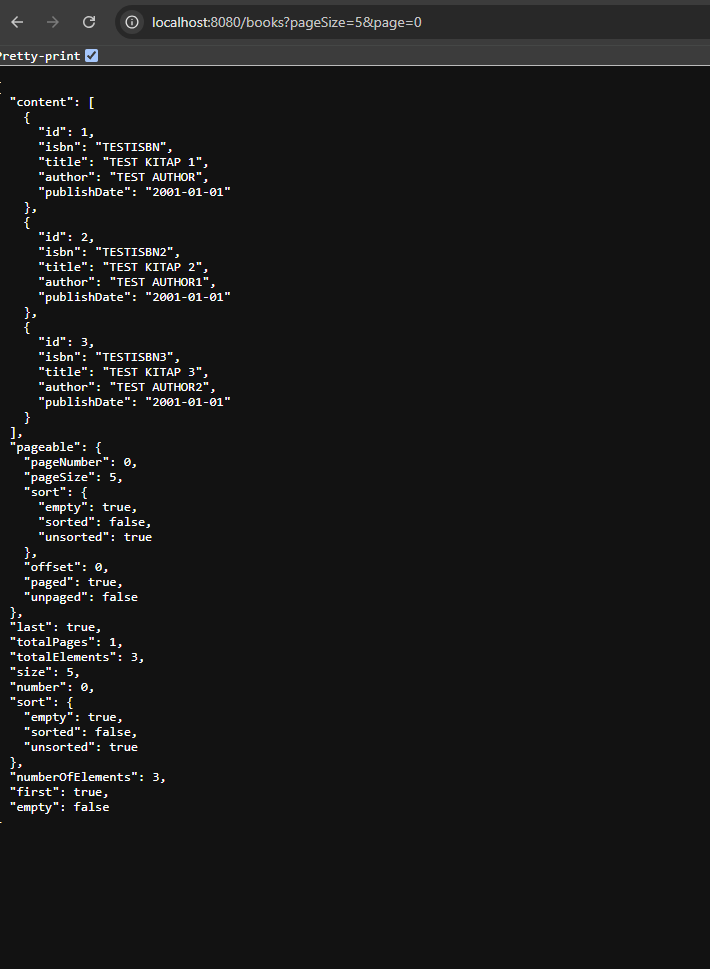 localhost:8080/books?pageSize=5&page=0
Pretty-print
{
"content": [
{
"id": 1,
"isbn": "TESTISBN",
"title": "TEST KITAP 1",
"author": "TEST AUTHOR",
"publishDate": "2001-01-01"
},
{
"id": 2,
"isbn": "TESTISBN2",
"title": "TEST KITAP 2",
"author": "TEST AUTHOR1",
"publishDate": "2001-01-01"
},
{
"id": 3,
"isbn": "TESTISBN3",
"title": "TEST KITAP 3",
"author": "TEST AUTHOR2",
"publishDate": "2001-01-01"
}
],
"pageable": {
"pageNumber": 0,
"pageSize": 5,
"sort": {
"empty": true,
"sorted": false,
"unsorted": true
},
"offset": 0,
"paged": true,
"unpaged": false
},
"last": true,
"totalPages": 1,
"totalElements": 3,
"size": 5,
"number": 0,
"sort": {
"empty": true,
"sorted": false,
"unsorted": true
},
"numberOfElements": 3,
"first": true,
"empty": false
}